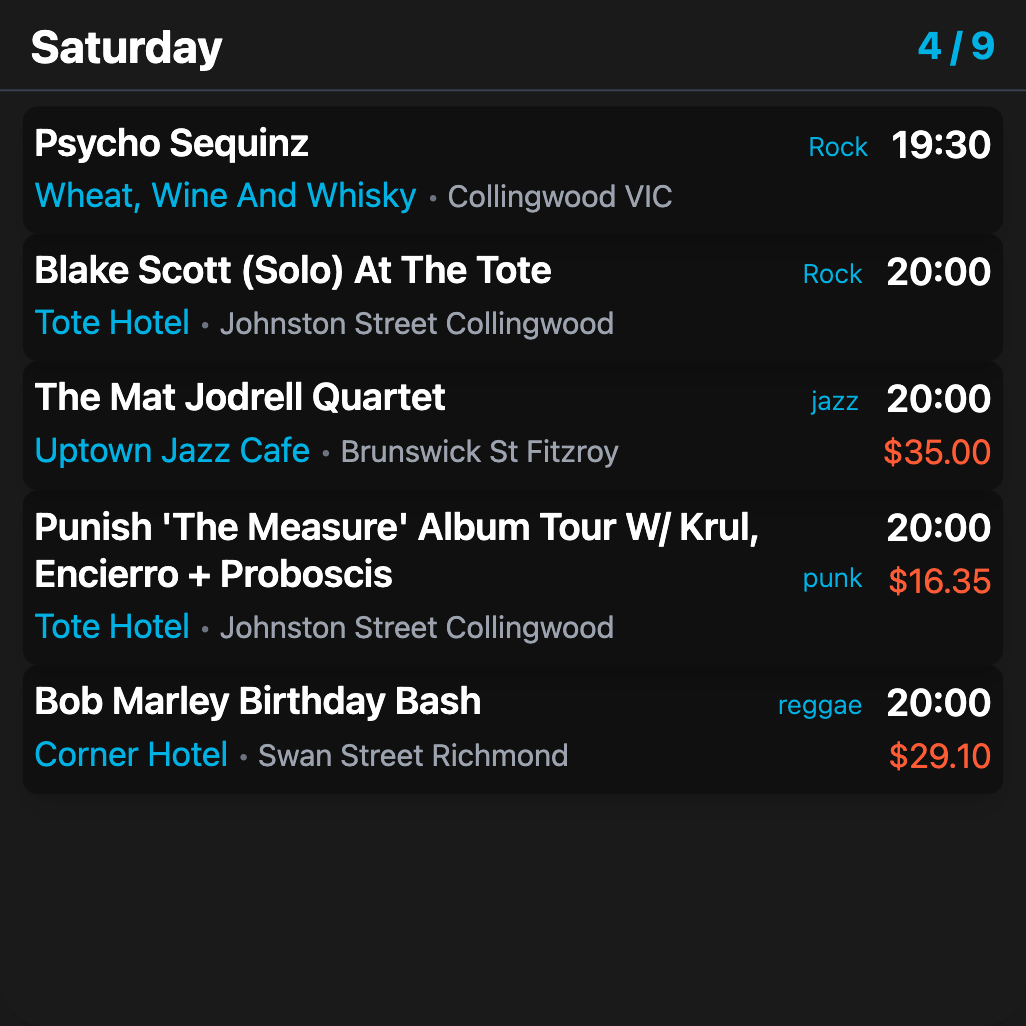 Saturday 4 / 9
Psycho Sequinz Rock 19:30
Wheat, Wine And Whisky • Collingwood VIC
Blake Scott (Solo) At The Tote Rock 20:00
Tote Hotel • Johnston Street Collingwood
The Mat Jodrell Quartet jazz 20:00
Uptown Jazz Cafe • Brunswick St Fitzroy $35.00
Punish 'The Measure' Album Tour W/ Krul, 20:00
Encierro + Proboscis punk $16.35
Tote Hotel • Johnston Street Collingwood
Bob Marley Birthday Bash reggae 20:00
Corner Hotel • Swan Street Richmond $29.10